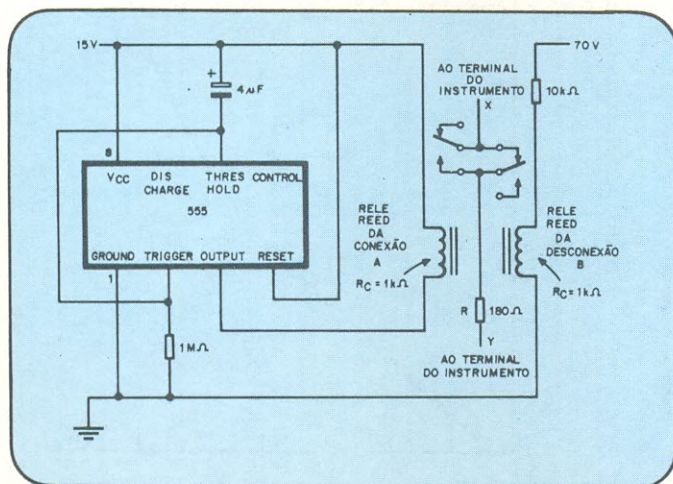 15V
70V
+
4µF
AO TERMINAL
DO
INSTRUMENTO
X
10kΩ
8
VCC
DIS
CHARGE
THRES
HOLD
CONTROL
555
GROUND
TRIGGER
OUTPUT
RESET
1
1MΩ
RELE
REED
DA
CONEXÃO
A
RC=1kΩ
RELE
REED
DA
DESCONEXÃO
B
RC=1kΩ
R
180Ω
Y
AO TERMINAL
DO INSTRUMENTO